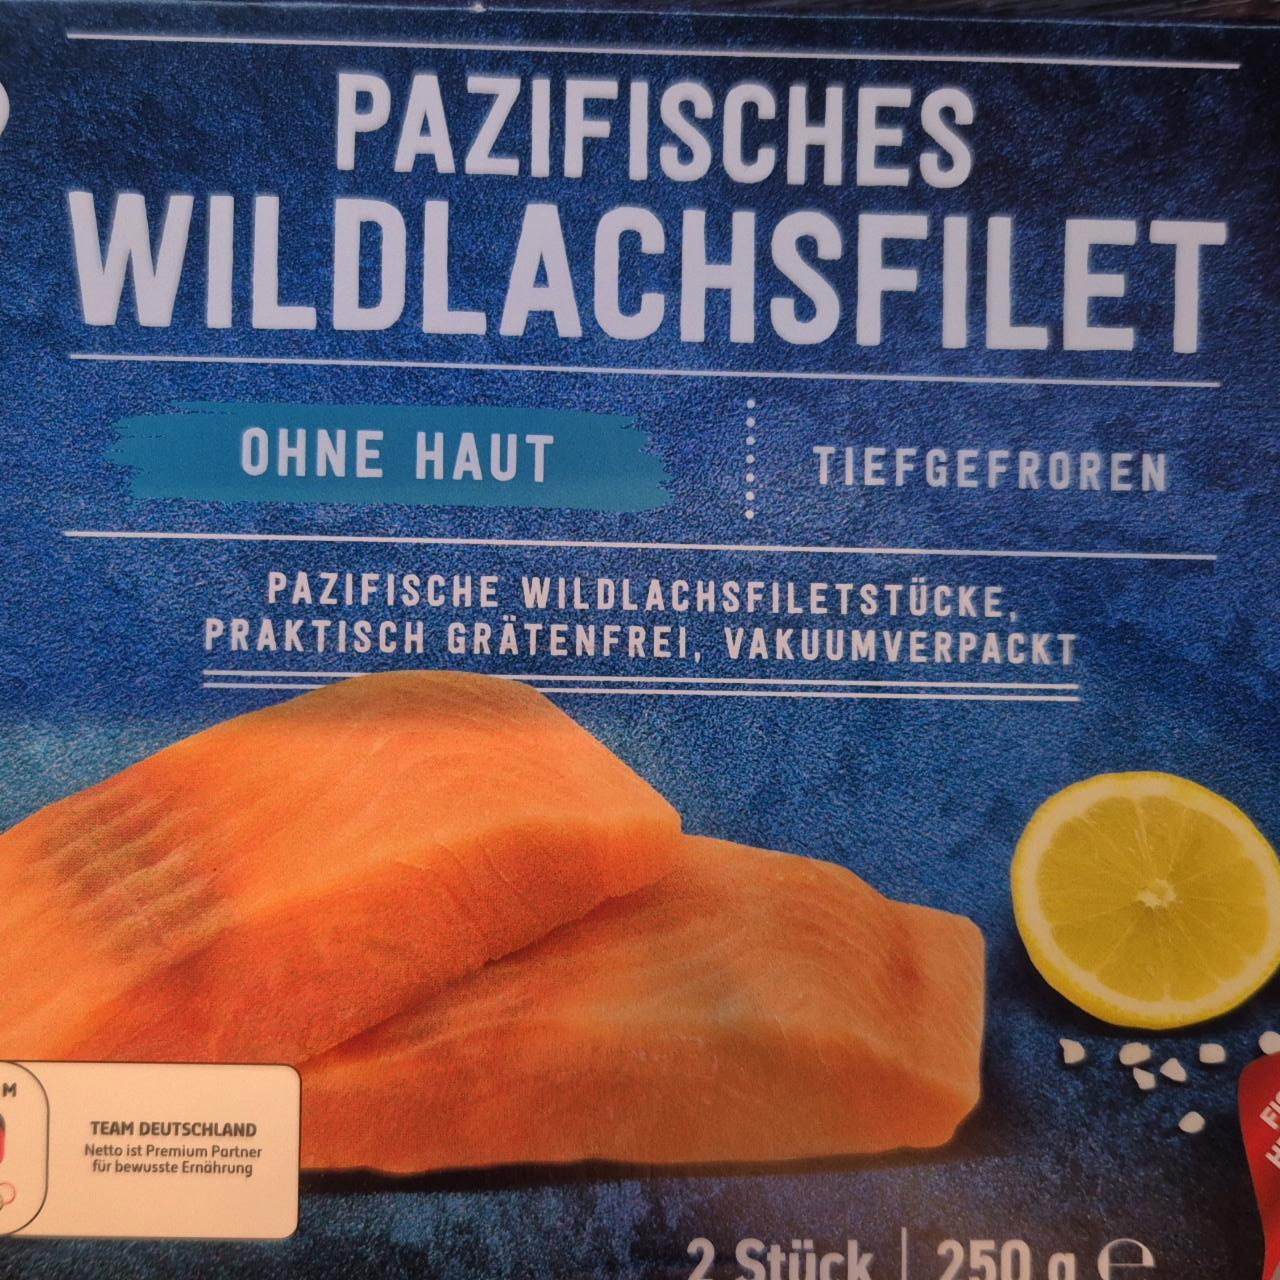 PAZIFISCHES
WILDLACHSFILET
OHNE HAUT
TIEFGEFROREN
PAZIFISCHE WILDLACHSFILETSTÜCKE,
PRAKTISCH GRÄTENFREI, VAKUUMVERPACKT
M
TEAM DEUTSCHLAND
Netto ist Premium Partner
für bewusste Ernährung
2 Stück | 250 g ℮